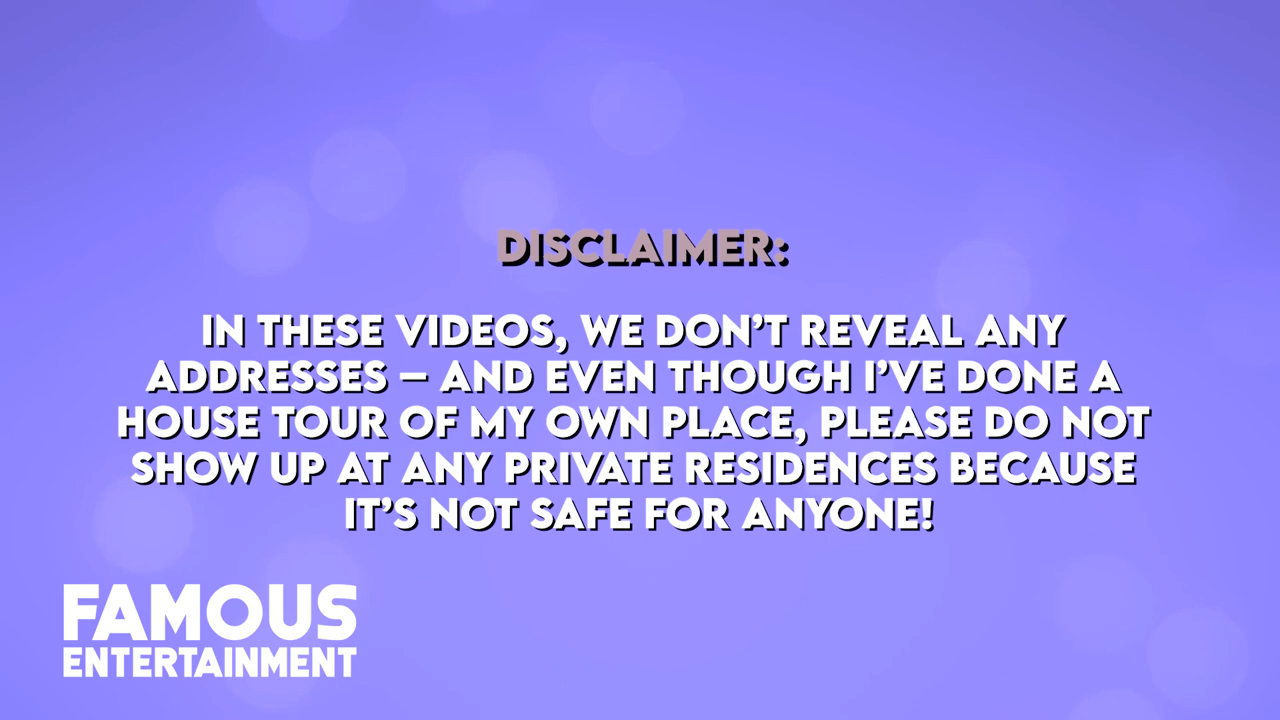 DISCLAIMER:
IN THESE VIDEOS, WE DON’T REVEAL ANY
ADDRESSES – AND EVEN THOUGH I’VE DONE A
HOUSE TOUR OF MY OWN PLACE, PLEASE DO NOT
SHOW UP AT ANY PRIVATE RESIDENCES BECAUSE
IT’S NOT SAFE FOR ANYONE!
FAMOUS
ENTERTAINMENT